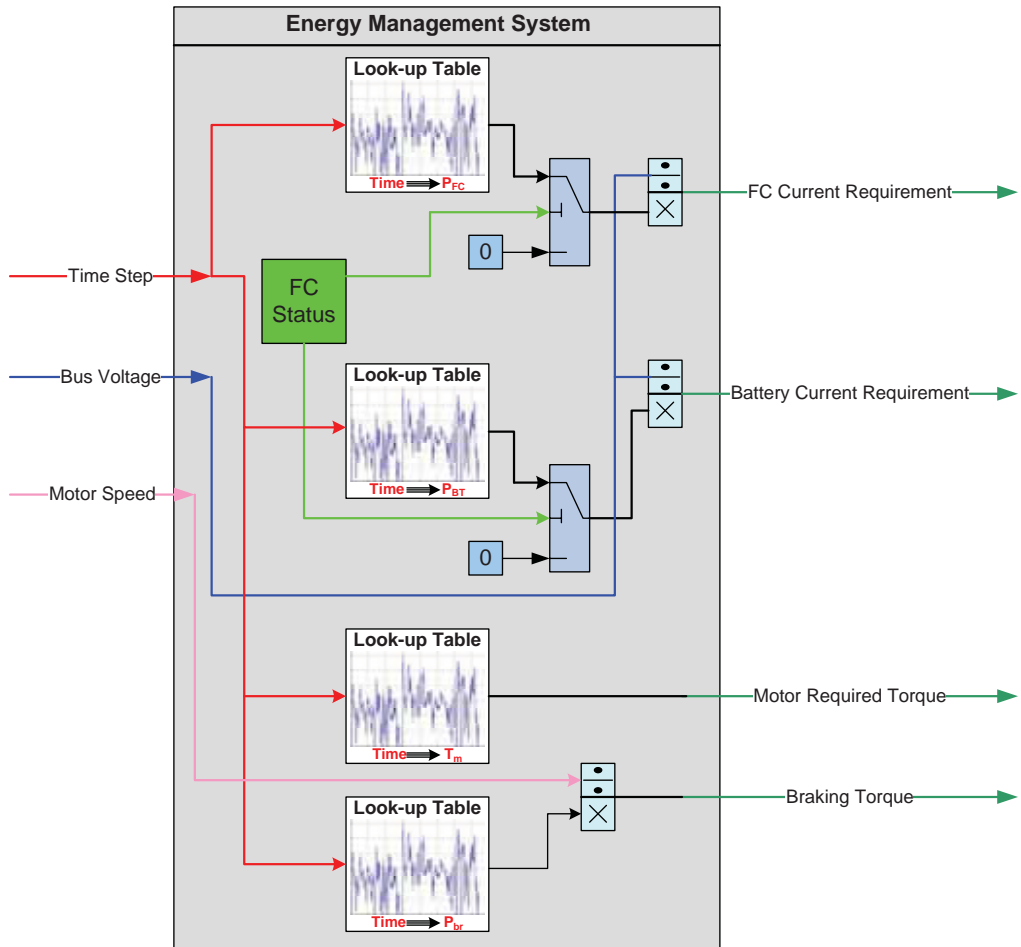 Energy Management System
Look-up Table
Time P_FC
FC Current Requirement
0
Time Step
FC
Status
Bus Voltage
Look-up Table
Battery Current Requirement
Time P_BT
Motor Speed
0
Look-up Table
Motor Required Torque
Time T_m
Look-up Table
Braking Torque
Time P_br